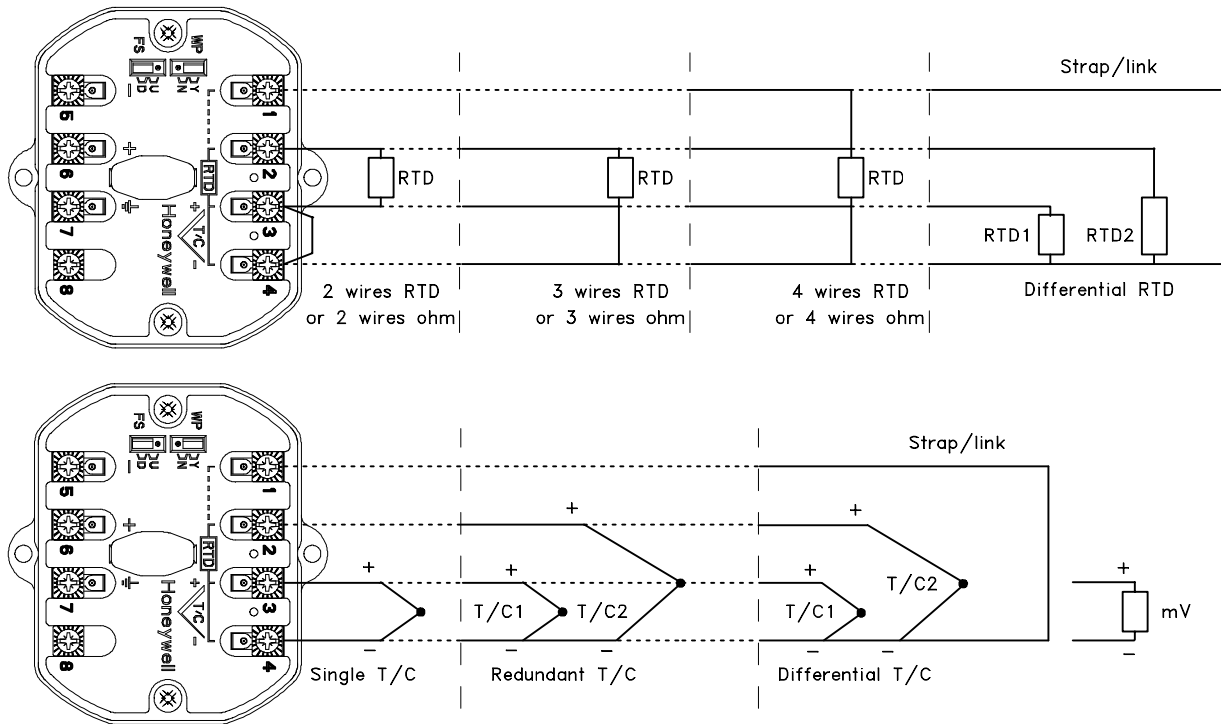 FS
WP
D
U
N
Y
-
5
1
+
6
RTD
2
7
Honeywell
+
T/C
-
3
8
4
Strap/link
RTD
RTD
RTD
RTD1
RTD2
2 wires RTD
or 2 wires ohm
3 wires RTD
or 3 wires ohm
4 wires RTD
or 4 wires ohm
Differential RTD
FS
WP
D
U
N
Y
-
5
1
+
6
RTD
2
7
Honeywell
+
T/C
-
3
8
4
Strap/link
+
+
+
+
+
+
T/C1
T/C2
T/C1
T/C2
mV
-
-
-
-
-
-
Single T/C
Redundant T/C
Differential T/C